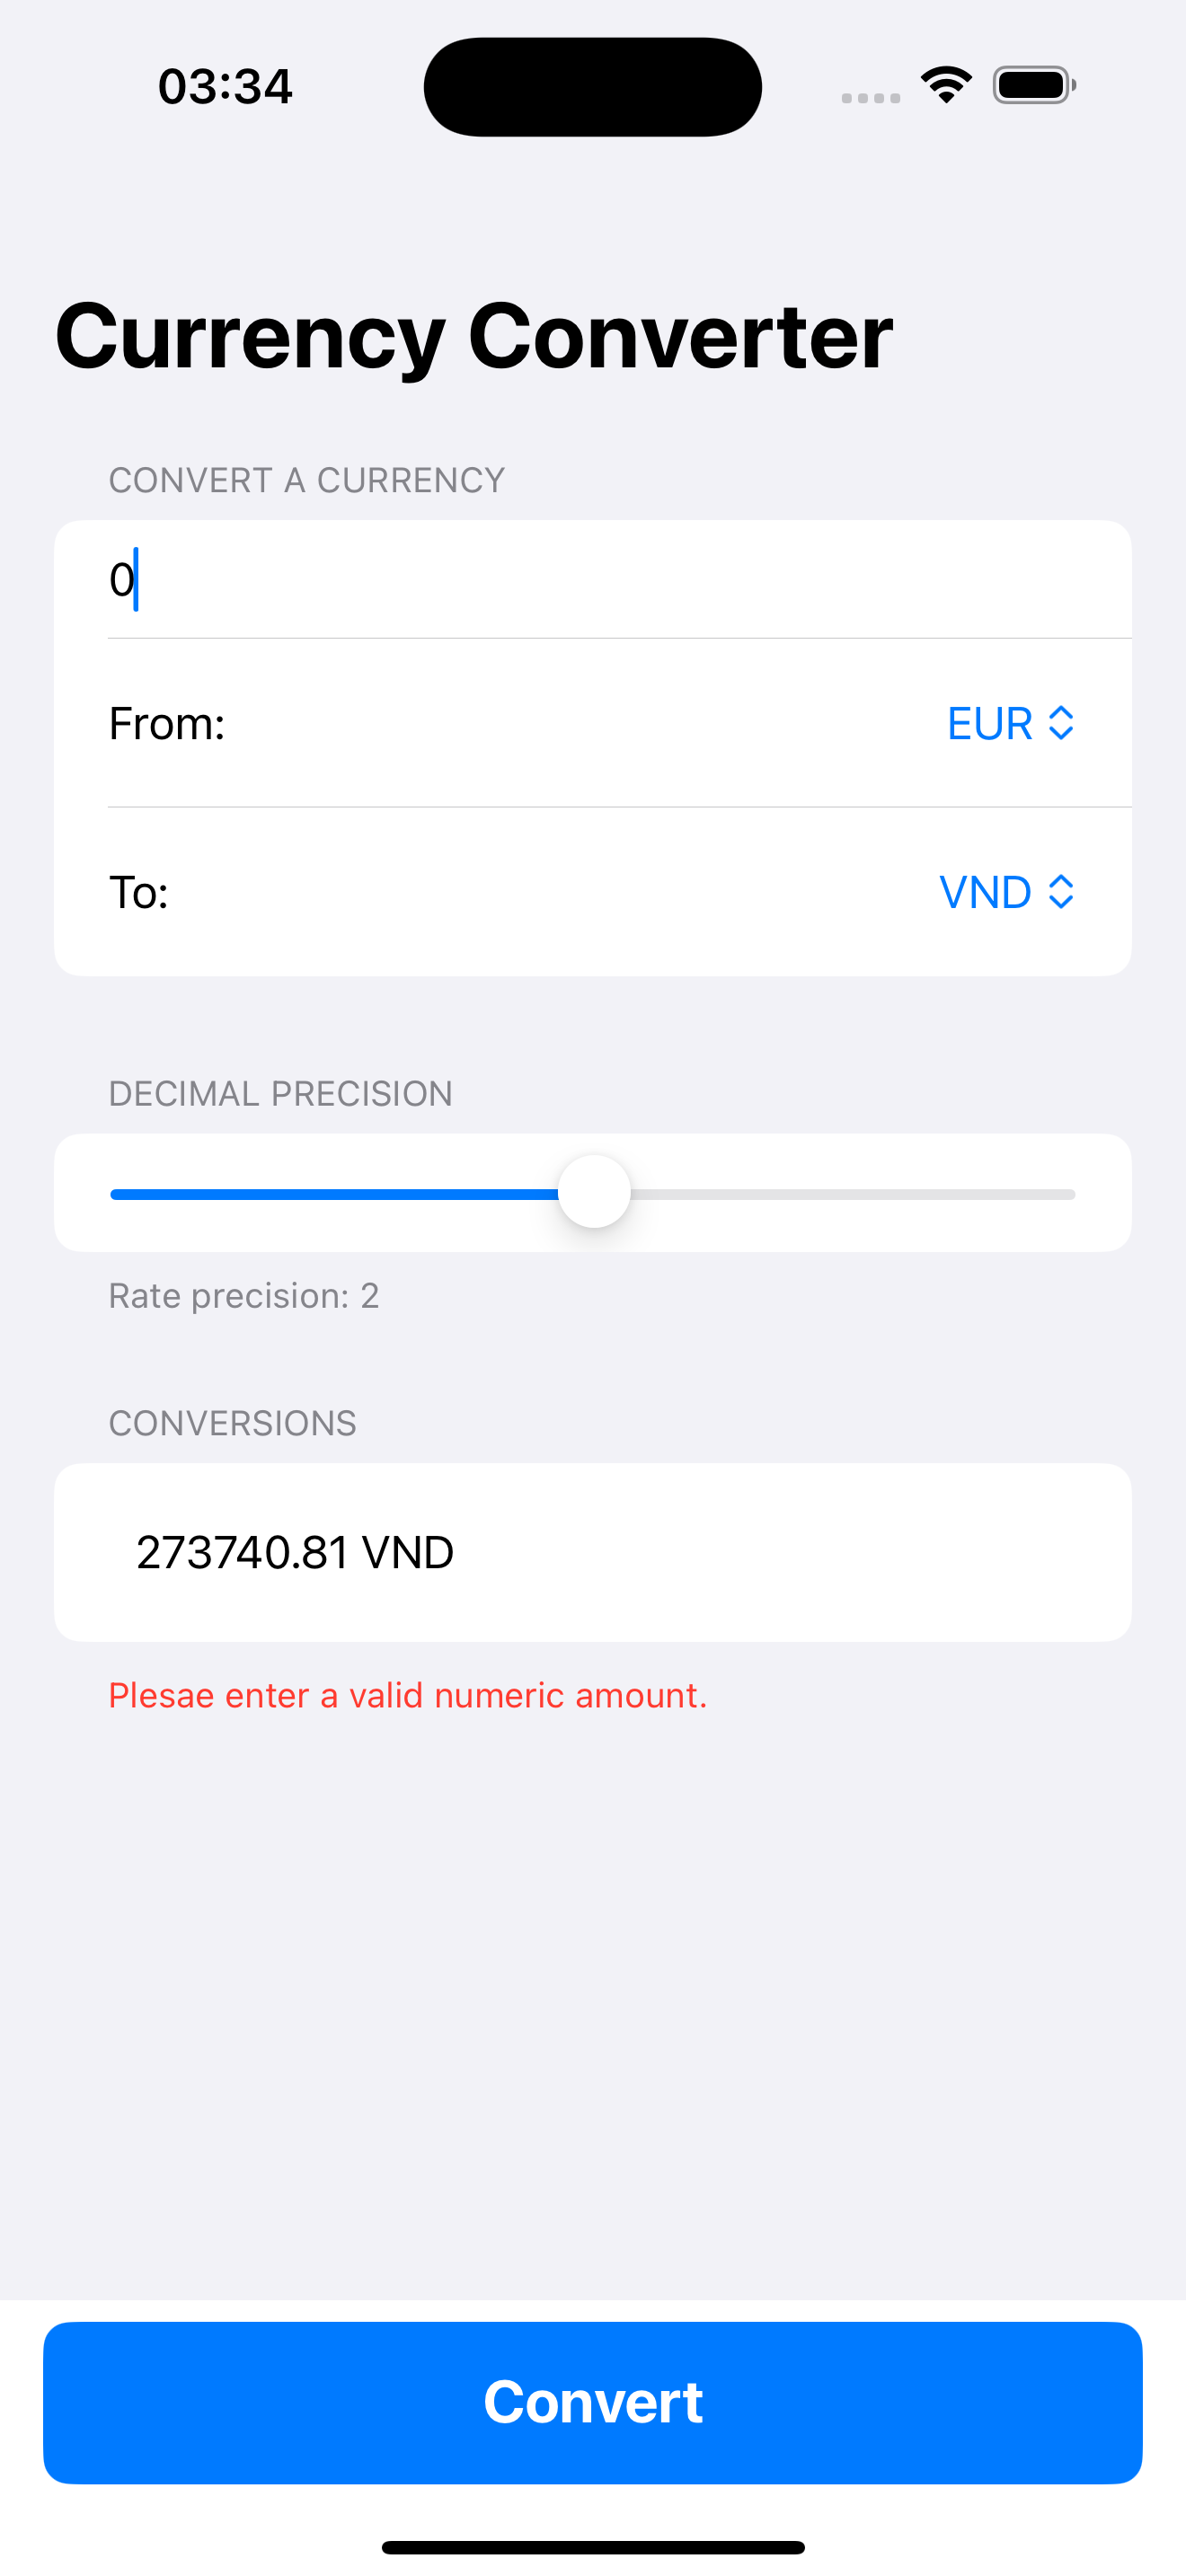 03:34
Currency Converter
CONVERT A CURRENCY
0
From: EUR
To: VND
DECIMAL PRECISION
Rate precision: 2
CONVERSIONS
273740.81 VND
Plesae enter a valid numeric amount.
Convert